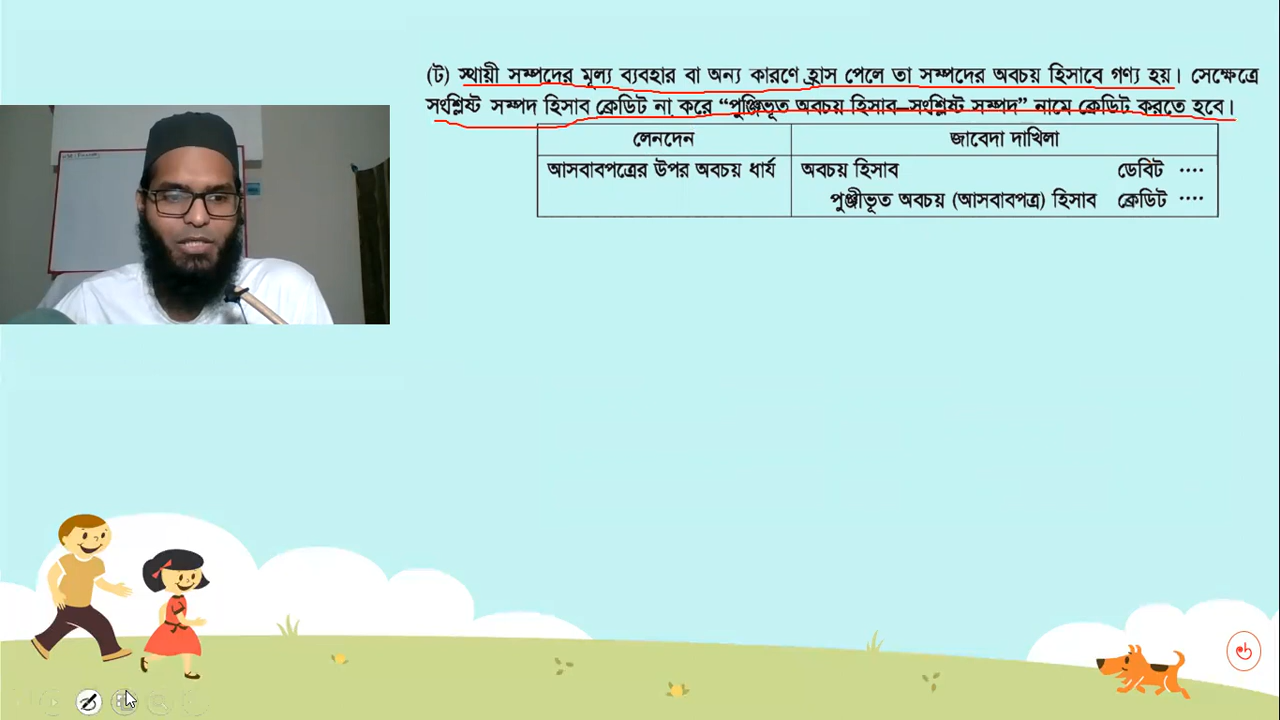 (ট) স্থায়ী সম্পদের মূল্য ব্যবহার বা অন্য কারণে হ্রাস পেলে তা সম্পদের অবচয় হিসাবে গণ্য হয়। সেক্ষেত্রে
সংশ্লিষ্ট সম্পদ হিসাব ক্রেডিট না করে “পুঞ্জিভূত অবচয় হিসাব–সংশ্লিষ্ট সম্পদ” নামে ক্রেডিট করতে হবে।
লেনদেন জাবেদা দাখিলা
আসবাবপত্রের উপর অবচয় ধার্য অবচয় হিসাব ডেবিট ....
পুঞ্জীভূত অবচয় (আসবাবপত্র) হিসাব ক্রেডিট ....